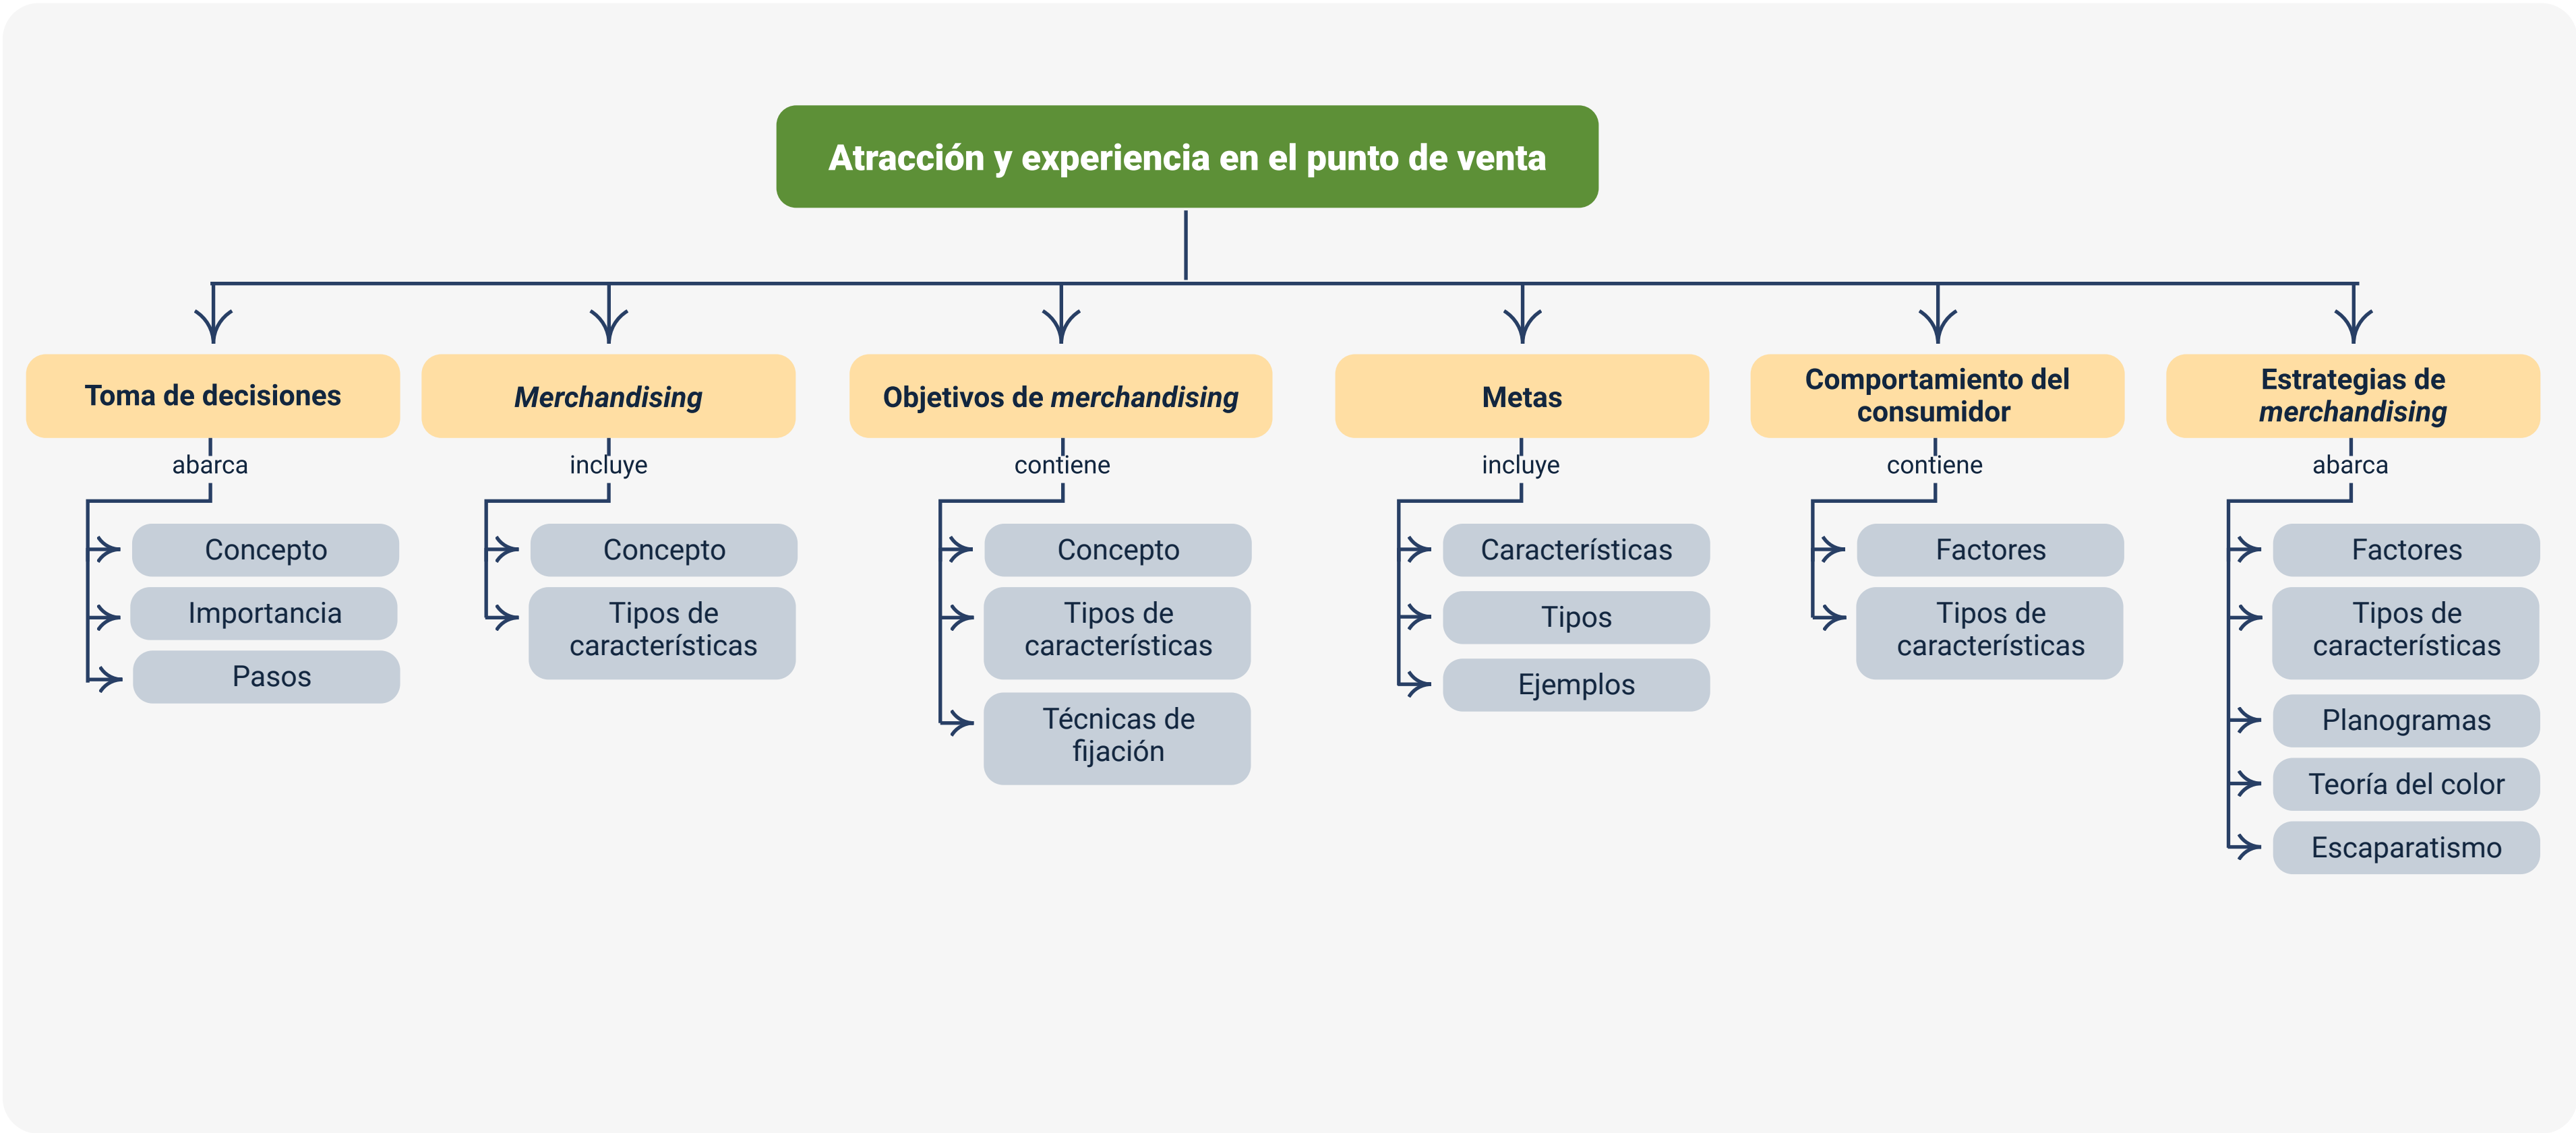 Atracción y experiencia en el punto de venta
Toma de decisiones
abarca
Concepto
Importancia
Pasos
Merchandising
incluye
Concepto
Tipos de
características
Objetivos de merchandising
contiene
Concepto
Tipos de
características
Técnicas de
fijación
Metas
incluye
Características
Tipos
Ejemplos
Comportamiento del
consumidor
contiene
Factores
Tipos de
características
Estrategias de
merchandising
abarca
Factores
Tipos de
características
Planogramas
Teoría del color
Escaparatismo